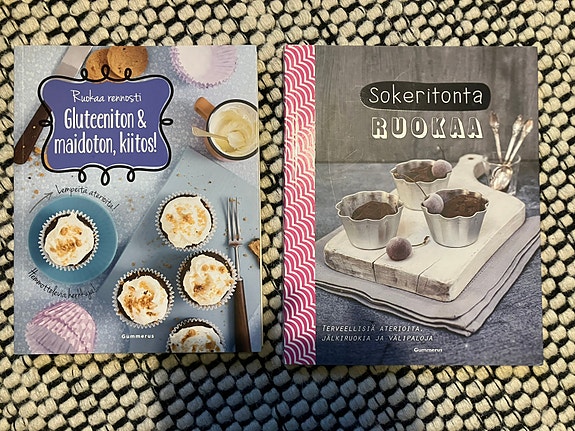 Ruokaa rennosti
Gluteeniton &
maidoton, kiitos!
Lempeitä aterioita!
Hemmottelevia herkkuja!
Gummerus
Sokeritonta
RUOKAA
TERVEELLISIÄ ATERIOITA,
JÄLKIRUOKIA JA VÄLIPALOJA
Gummerus